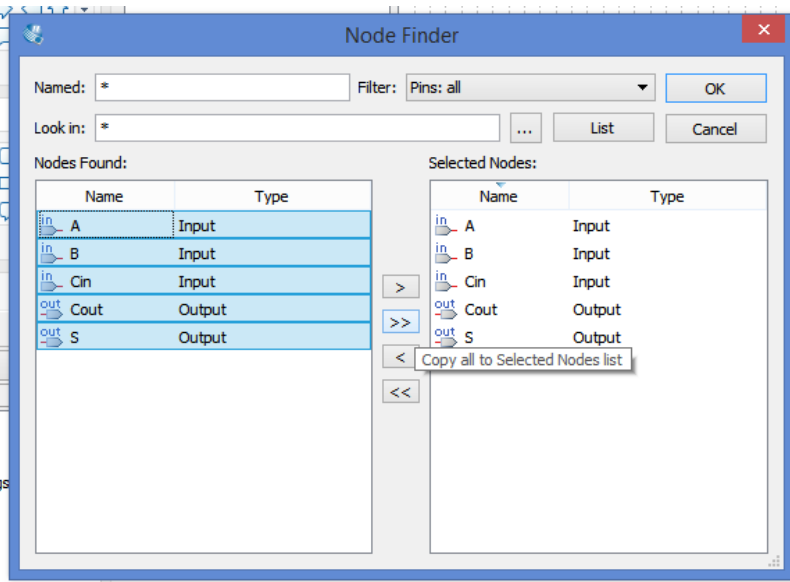 Node Finder
Named: * Filter: Pins: all OK
Look in: * ... List Cancel
Nodes Found: Selected Nodes:
Name Type Name Type
in A Input in A Input
in B Input in B Input
in Cin Input in Cin Input
>
out Cout Output out Cout Output
>>
out S Output out S Output
< Copy all to Selected Nodes list
<<